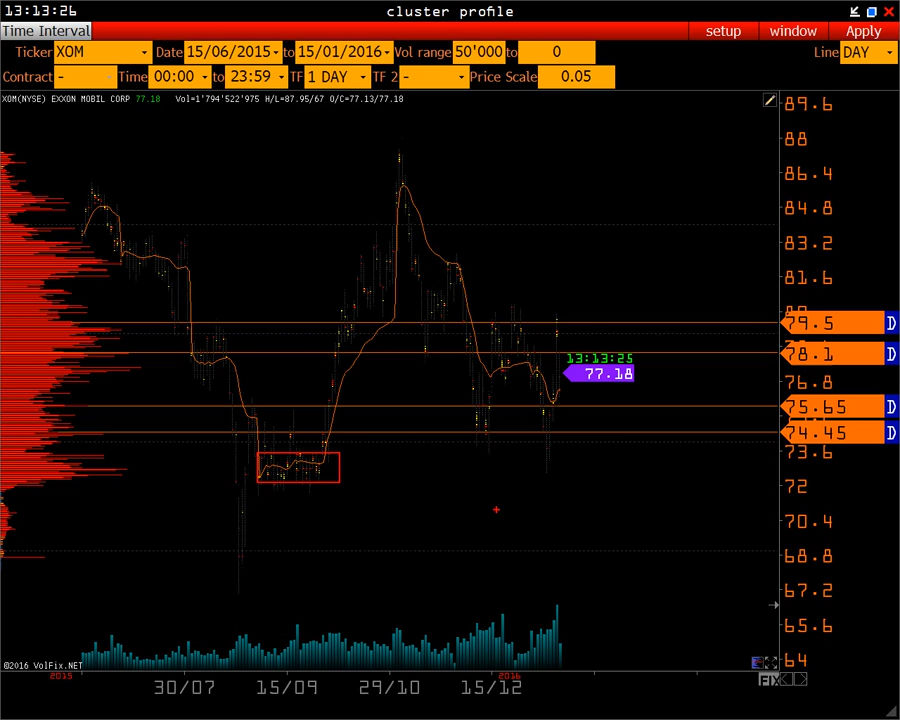 13:13:26 cluster profile
Time Interval setup window Apply
Ticker XOM Date 15/06/2015 to 15/01/2016 Vol range 50'000 to 0 Line DAY
Contract - Time 00:00 to 23:59 TF 1 DAY TF 2 - Price Scale 0.05
XOM(NYSE) EXXON MOBIL CORP 77.18 Vol=1'794'522'975 H/L=87.95/67 O/C=77.13/77.18
89.6
88
86.4
84.8
83.2
81.6
79.5 D
78.1 D
13:13:25
77.18
76.8
75.65 D
74.45 D
73.6
72
70.4
68.8
67.2
65.6
64
©2016 VolFix.NET
2015 2016
FIX
30/07 15/09 29/10 15/12